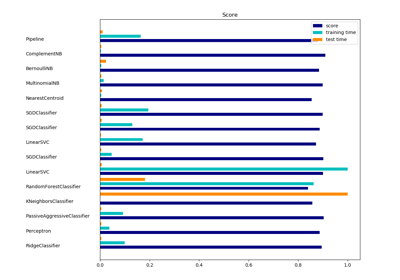 Score
score
training time
test time
Pipeline
ComplementNB
BernoulliNB
MultinomialNB
NearestCentroid
SGDClassifier
SGDClassifier
LinearSVC
SGDClassifier
LinearSVC
RandomForestClassifier
KNeighborsClassifier
PassiveAggressiveClassifier
Perceptron
RidgeClassifier
0.0 0.2 0.4 0.6 0.8 1.0